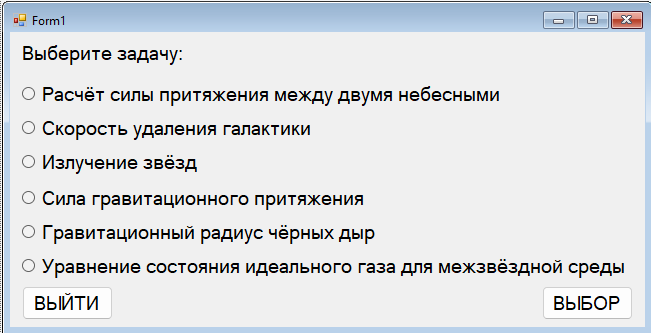 Form1
Выберите задачу:
Расчёт силы притяжения между двумя небесными
Скорость удаления галактики
Излучение звёзд
Сила гравитационного притяжения
Гравитационный радиус чёрных дыр
Уравнение состояния идеального газа для межзвёздной среды
ВЫЙТИ ВЫБОР